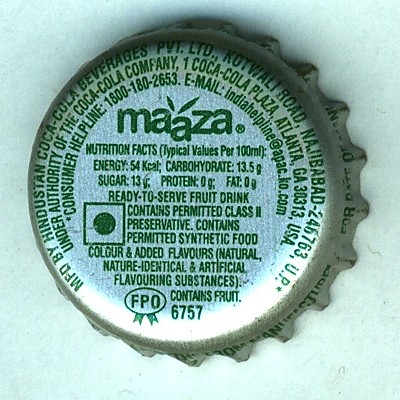 MFD BY HINDUSTAN COCA-COLA BEVERAGES PVT. LTD, KOTWALI ROAD, NAJIBABAD-246763, U.P.*
UNDER AUTHORITY OF THE COCA-COLA COMPANY, 1 COCA-COLA PLAZA, ATLANTA, GA 30313, USA
*CONSUMER HELPLINE: 1600-180-2653. E-MAIL: indiahelpline@apac.ko.com
maaza®
NUTRITION FACTS (Typical Values Per 100ml):
ENERGY: 54 Kcal; CARBOHYDRATE: 13.5 g
SUGAR: 13 g; PROTEIN: 0 g; FAT: 0 g
READY-TO-SERVE FRUIT DRINK
CONTAINS PERMITTED CLASS II
PRESERVATIVE. CONTAINS
PERMITTED SYNTHETIC FOOD
COLOUR & ADDED FLAVOURS (NATURAL,
NATURE-IDENTICAL & ARTIFICIAL
FLAVOURING SUBSTANCES).
FPO CONTAINS FRUIT.
6757